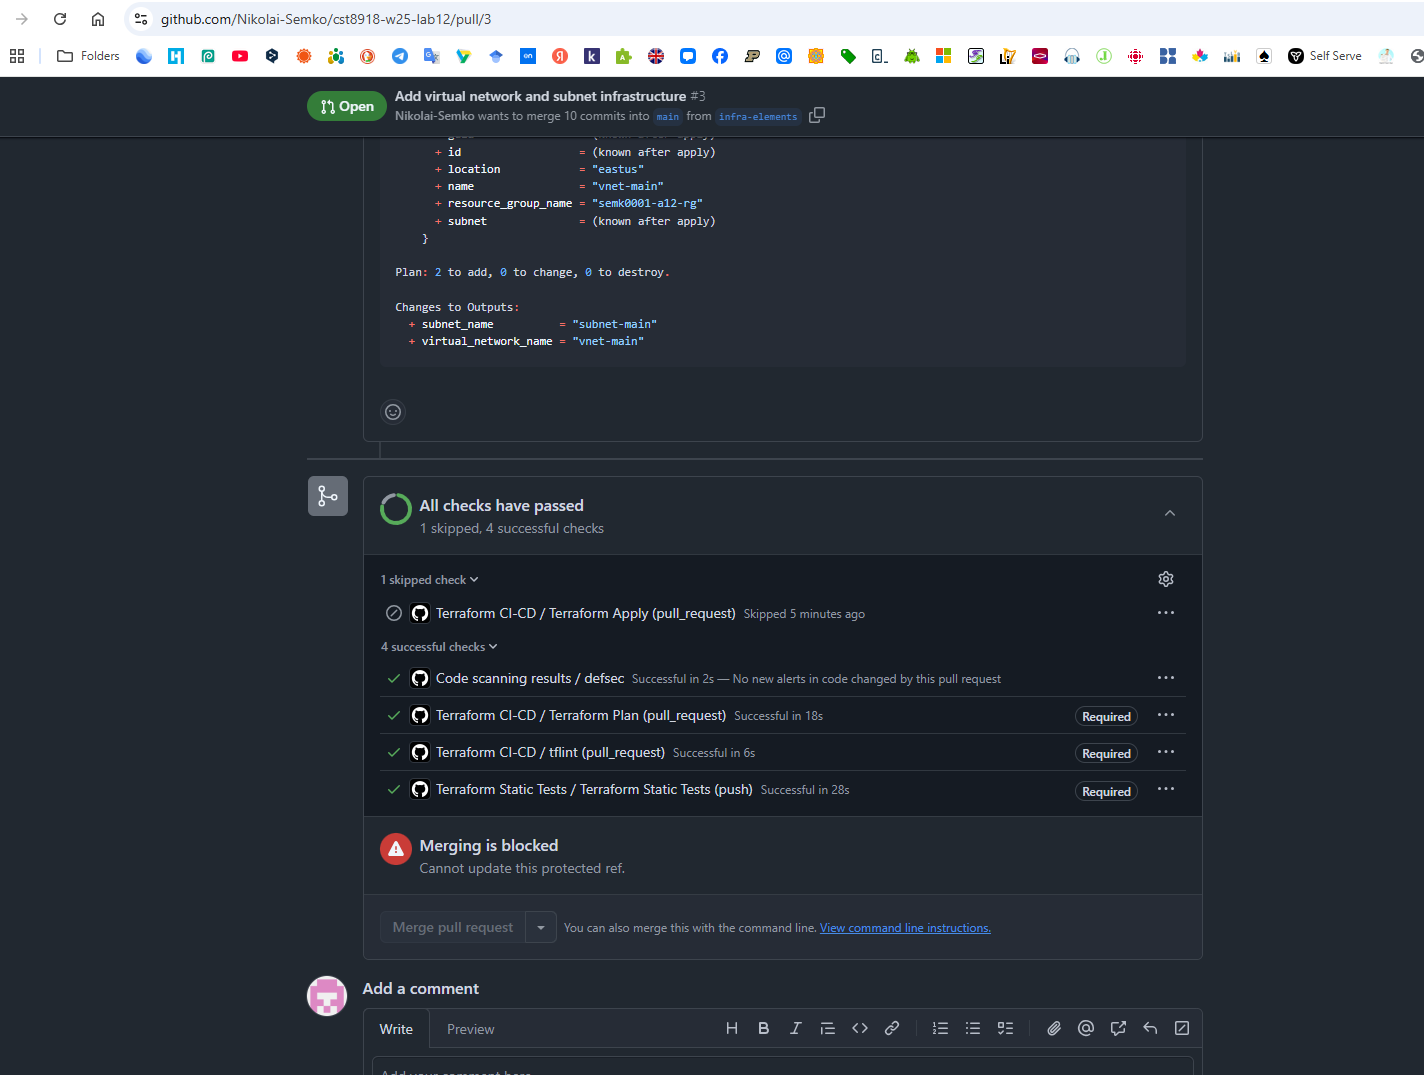 github.com/Nikolai-Semko/cst8918-w25-lab12/pull/3
Folders
Self Serve
Open
Add virtual network and subnet infrastructure #3
Nikolai-Semko wants to merge 10 commits into main from infra-elements
+ id = (known after apply)
+ location = "eastus"
+ name = "vnet-main"
+ resource_group_name = "semk0001-a12-rg"
+ subnet = (known after apply)
}
Plan: 2 to add, 0 to change, 0 to destroy.
Changes to Outputs:
+ subnet_name = "subnet-main"
+ virtual_network_name = "vnet-main"
All checks have passed
1 skipped, 4 successful checks
1 skipped check
Terraform CI-CD / Terraform Apply (pull_request) Skipped 5 minutes ago
4 successful checks
Code scanning results / defsec Successful in 2s — No new alerts in code changed by this pull request
Terraform CI-CD / Terraform Plan (pull_request) Successful in 18s Required
Terraform CI-CD / tflint (pull_request) Successful in 6s Required
Terraform Static Tests / Terraform Static Tests (push) Successful in 28s Required
Merging is blocked
Cannot update this protected ref.
Merge pull request
You can also merge this with the command line. View command line instructions.
Add a comment
Write
Preview
Add your comment here